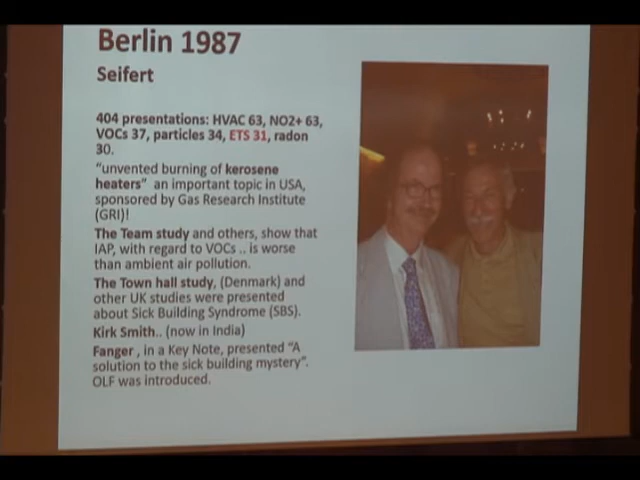 Berlin 1987
Seifert
404 presentations: HVAC 63, NO2+ 63,
VOCs 37, particles 34, ETS 31, radon
30.
“unvented burning of kerosene
heaters” an important topic in USA,
sponsored by Gas Research Institute
(GRI)!
The Team study and others, show that
IAP, with regard to VOCs .. is worse
than ambient air pollution.
The Town hall study, (Denmark) and
other UK studies were presented
about Sick Building Syndrome (SBS).
Kirk Smith.. (now in India)
Fanger , in a Key Note, presented “A
solution to the sick building mystery”.
OLF was introduced.